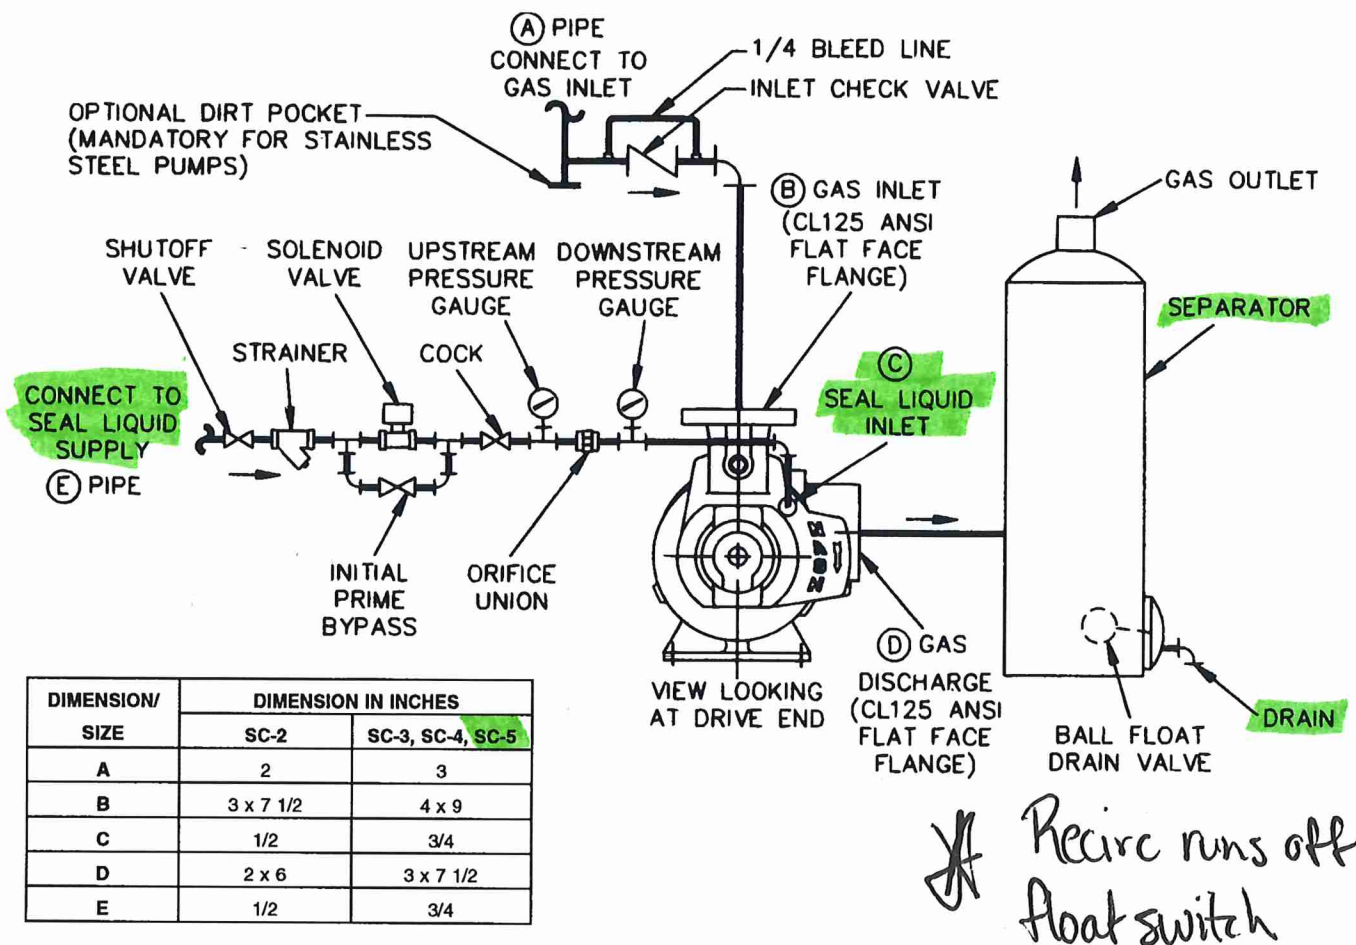 Ⓐ PIPE
CONNECT TO
GAS INLET
1/4 BLEED LINE
INLET CHECK VALVE
OPTIONAL DIRT POCKET
(MANDATORY FOR STAINLESS
STEEL PUMPS)
Ⓑ GAS INLET
(CL125 ANSI
FLAT FACE
FLANGE)
GAS OUTLET
SHUTOFF
VALVE
SOLENOID
VALVE
UPSTREAM
PRESSURE
GAUGE
DOWNSTREAM
PRESSURE
GAUGE
SEPARATOR
STRAINER
COCK
Ⓒ
SEAL LIQUID
INLET
CONNECT TO
SEAL LIQUID
SUPPLY
Ⓔ PIPE
INITIAL
PRIME
BYPASS
ORIFICE
UNION
NASH
VIEW LOOKING
AT DRIVE END
Ⓓ GAS
DISCHARGE
(CL125 ANSI
FLAT FACE
FLANGE)
BALL FLOAT
DRAIN VALVE
DRAIN
DIMENSION/ SIZE DIMENSION IN INCHES
SC-2 SC-3, SC-4, SC-5
A 2 3
B 3 x 7 1/2 4 x 9
C 1/2 3/4
D 2 x 6 3 x 7 1/2
E 1/2 3/4
Recirc runs off
float switch